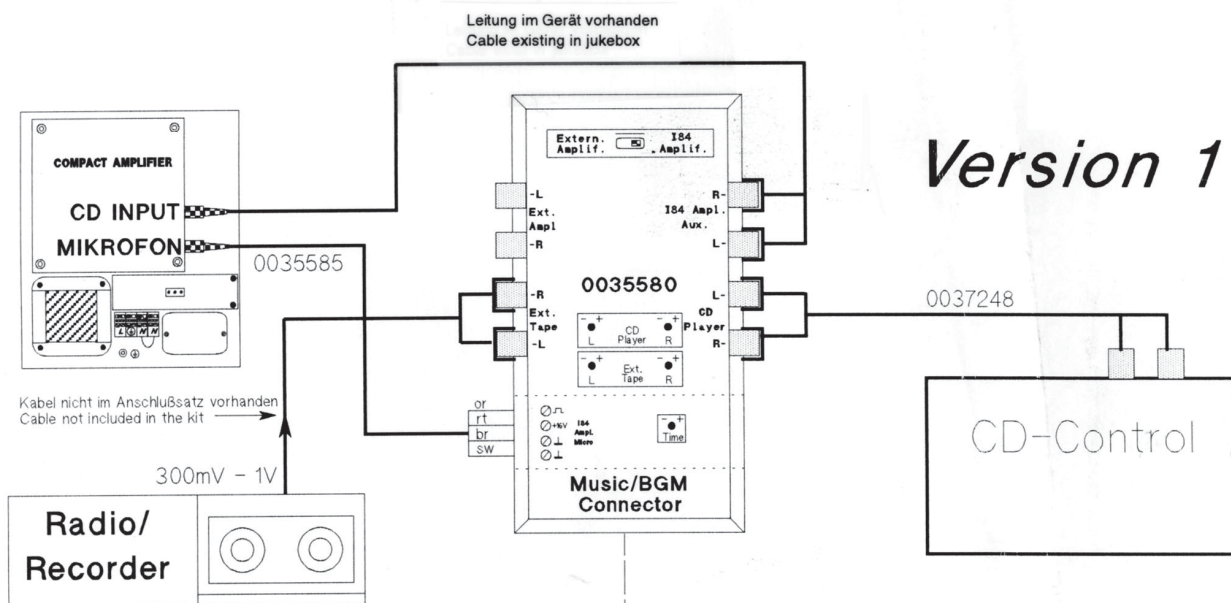 Leitung im Gerät vorhanden
Cable existing in jukebox
Version 1
COMPACT AMPLIFIER
CD INPUT
MIKROFON
0035585
L N N
Extern. Amplif.
I84 Amplif.
-L
Ext. Ampl
-R
R-
I84 Ampl. Aux.
L-
0035580
-R
Ext. Tape
-L
L-
CD Player
R-
- + CD Player - +
L R
- + Ext. Tape - +
L R
0037248
CD-Control
Kabel nicht im Anschlußsatz vorhanden
Cable not included in the kit
300mV - 1V
or
rt
br
sw
+16V
I84 Ampl. Micro
- +
Time
Music/BGM
Connector
Radio/
Recorder